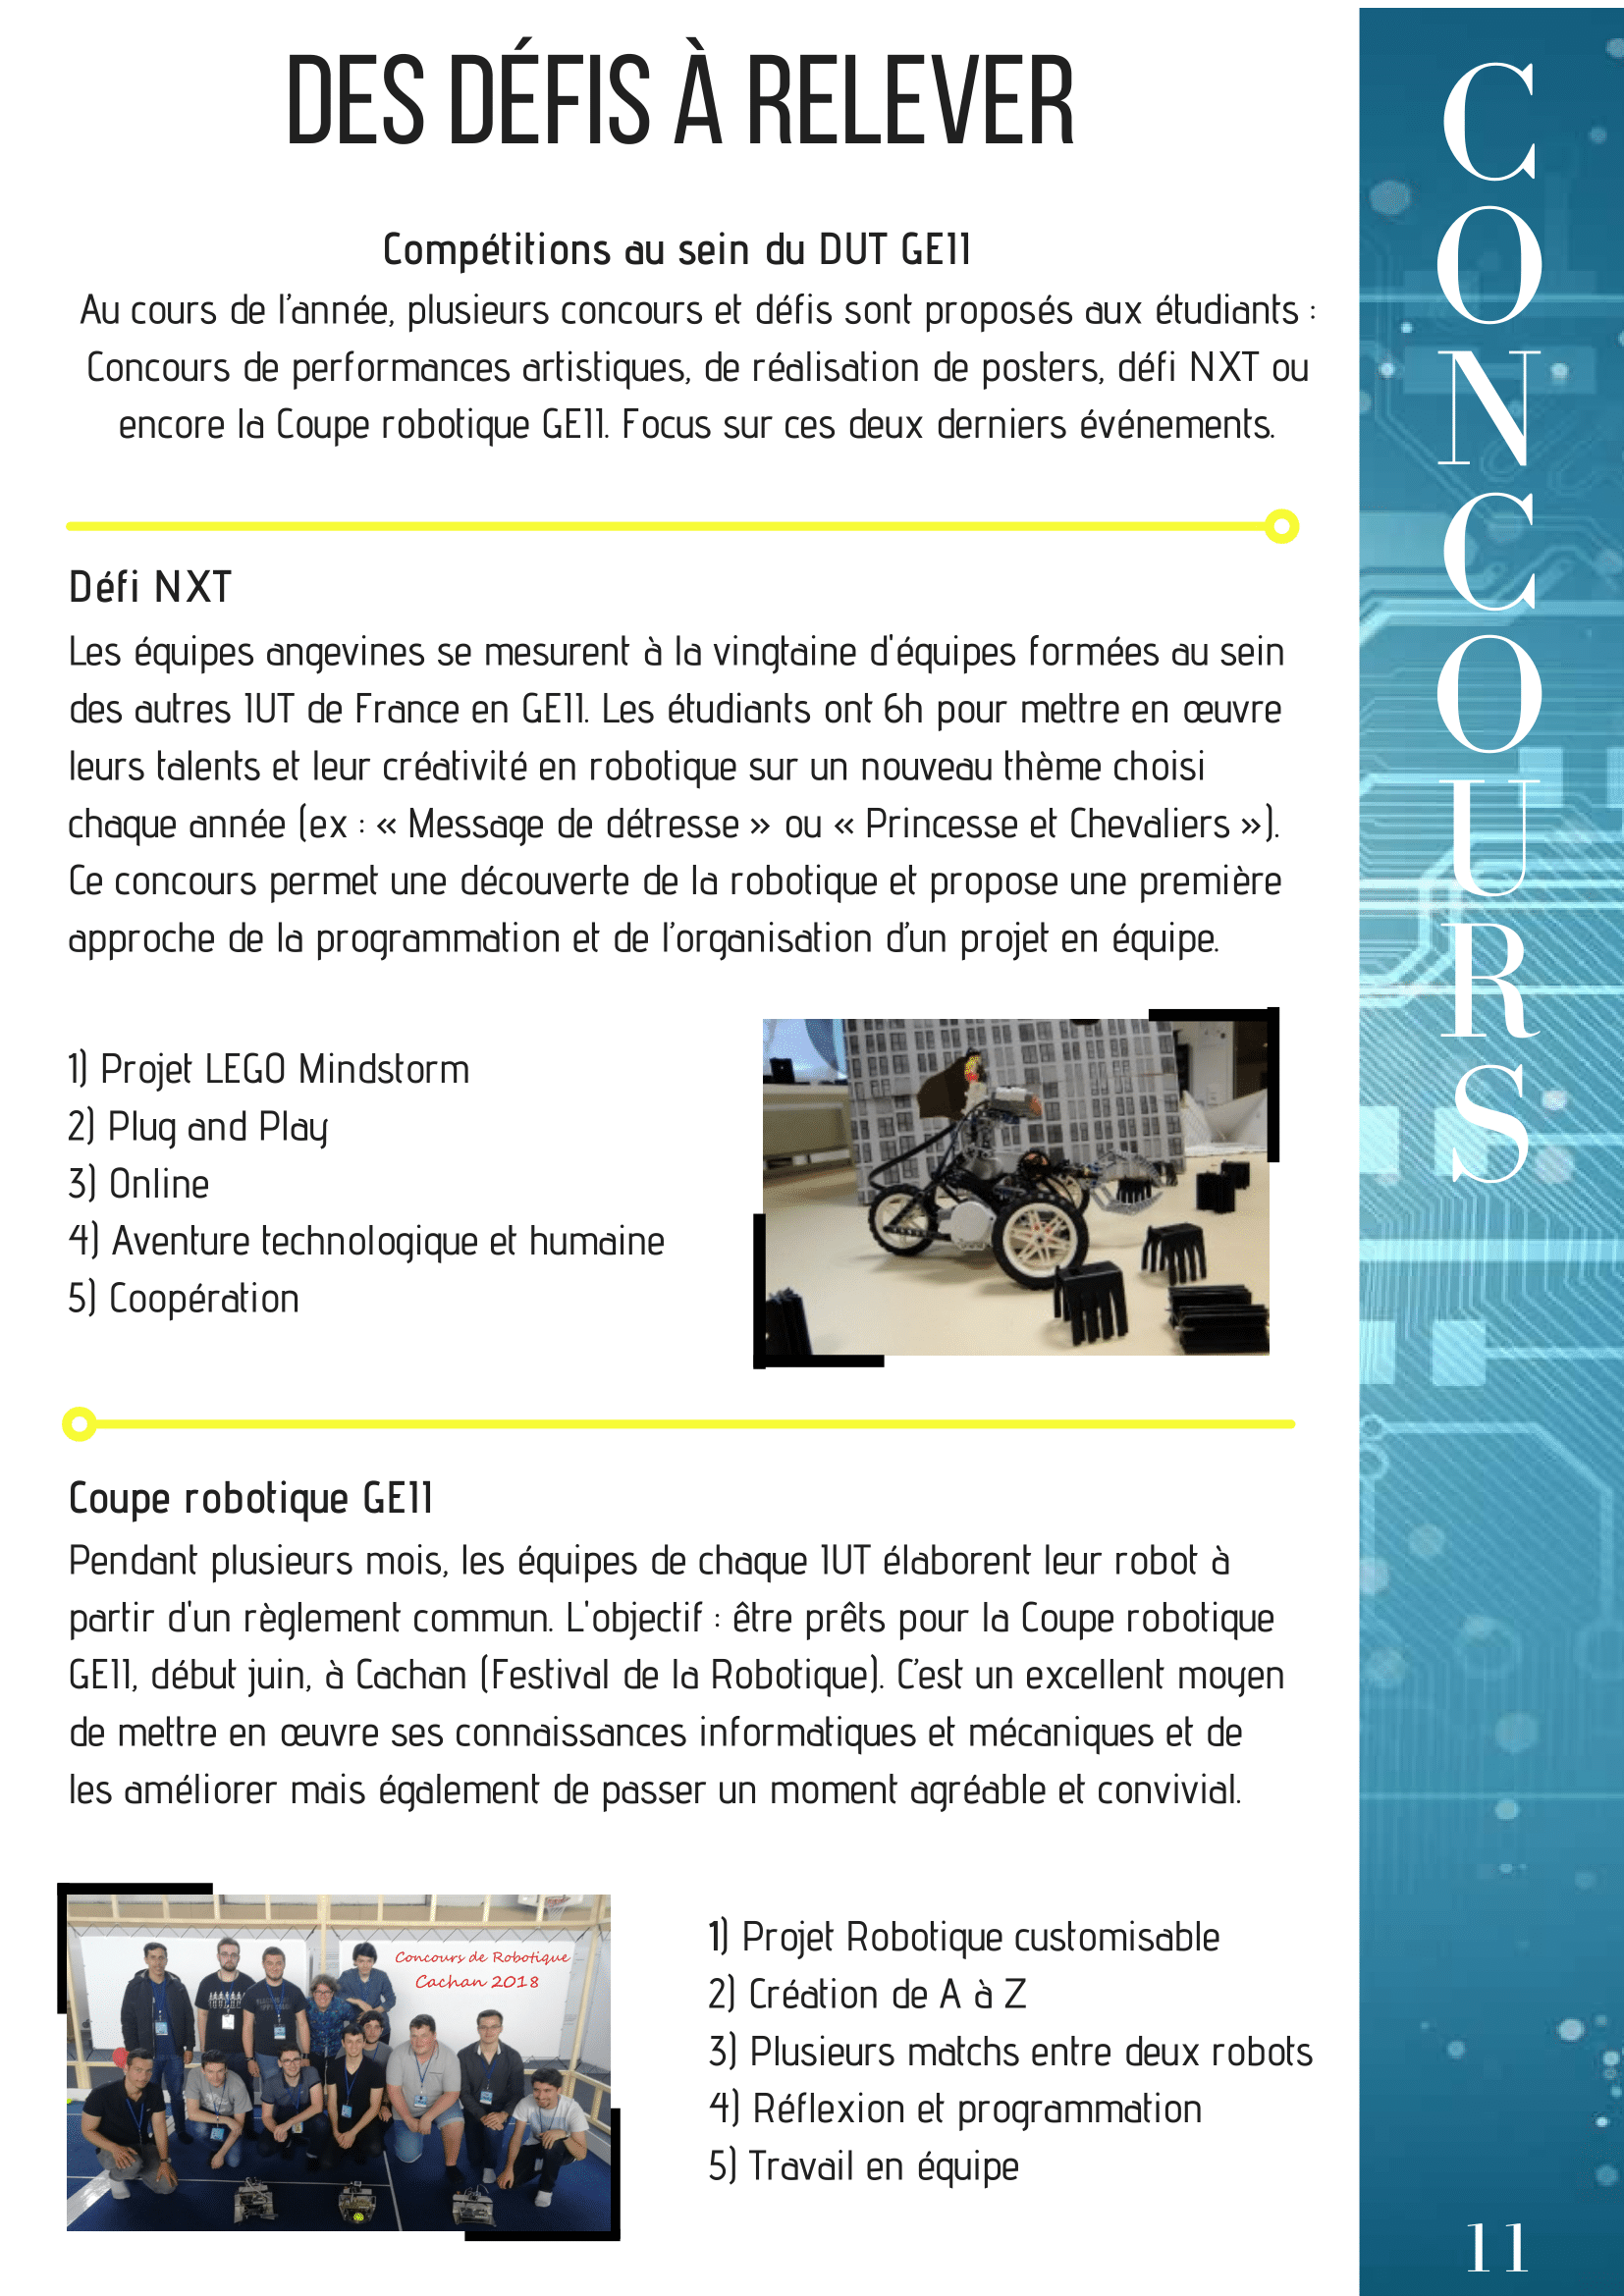 DES DÉFIS À RELEVER
Compétitions au sein du DUT GEII
Au cours de l’année, plusieurs concours et défis sont proposés aux étudiants :
Concours de performances artistiques, de réalisation de posters, défi NXT ou
encore la Coupe robotique GEII. Focus sur ces deux derniers événements.
Défi NXT
Les équipes angevines se mesurent à la vingtaine d'équipes formées au sein
des autres IUT de France en GEII. Les étudiants ont 6h pour mettre en œuvre
leurs talents et leur créativité en robotique sur un nouveau thème choisi
chaque année (ex : « Message de détresse » ou « Princesse et Chevaliers »).
Ce concours permet une découverte de la robotique et propose une première
approche de la programmation et de l’organisation d’un projet en équipe.
1) Projet LEGO Mindstorm
2) Plug and Play
3) Online
4) Aventure technologique et humaine
5) Coopération
Coupe robotique GEII
Pendant plusieurs mois, les équipes de chaque IUT élaborent leur robot à
partir d'un règlement commun. L'objectif : être prêts pour la Coupe robotique
GEII, début juin, à Cachan (Festival de la Robotique). C’est un excellent moyen
de mettre en œuvre ses connaissances informatiques et mécaniques et de
les améliorer mais également de passer un moment agréable et convivial.
Concours de Robotique
Cachan 2018
1) Projet Robotique customisable
2) Création de A à Z
3) Plusieurs matchs entre deux robots
4) Réflexion et programmation
5) Travail en équipe
CONCOURS
11